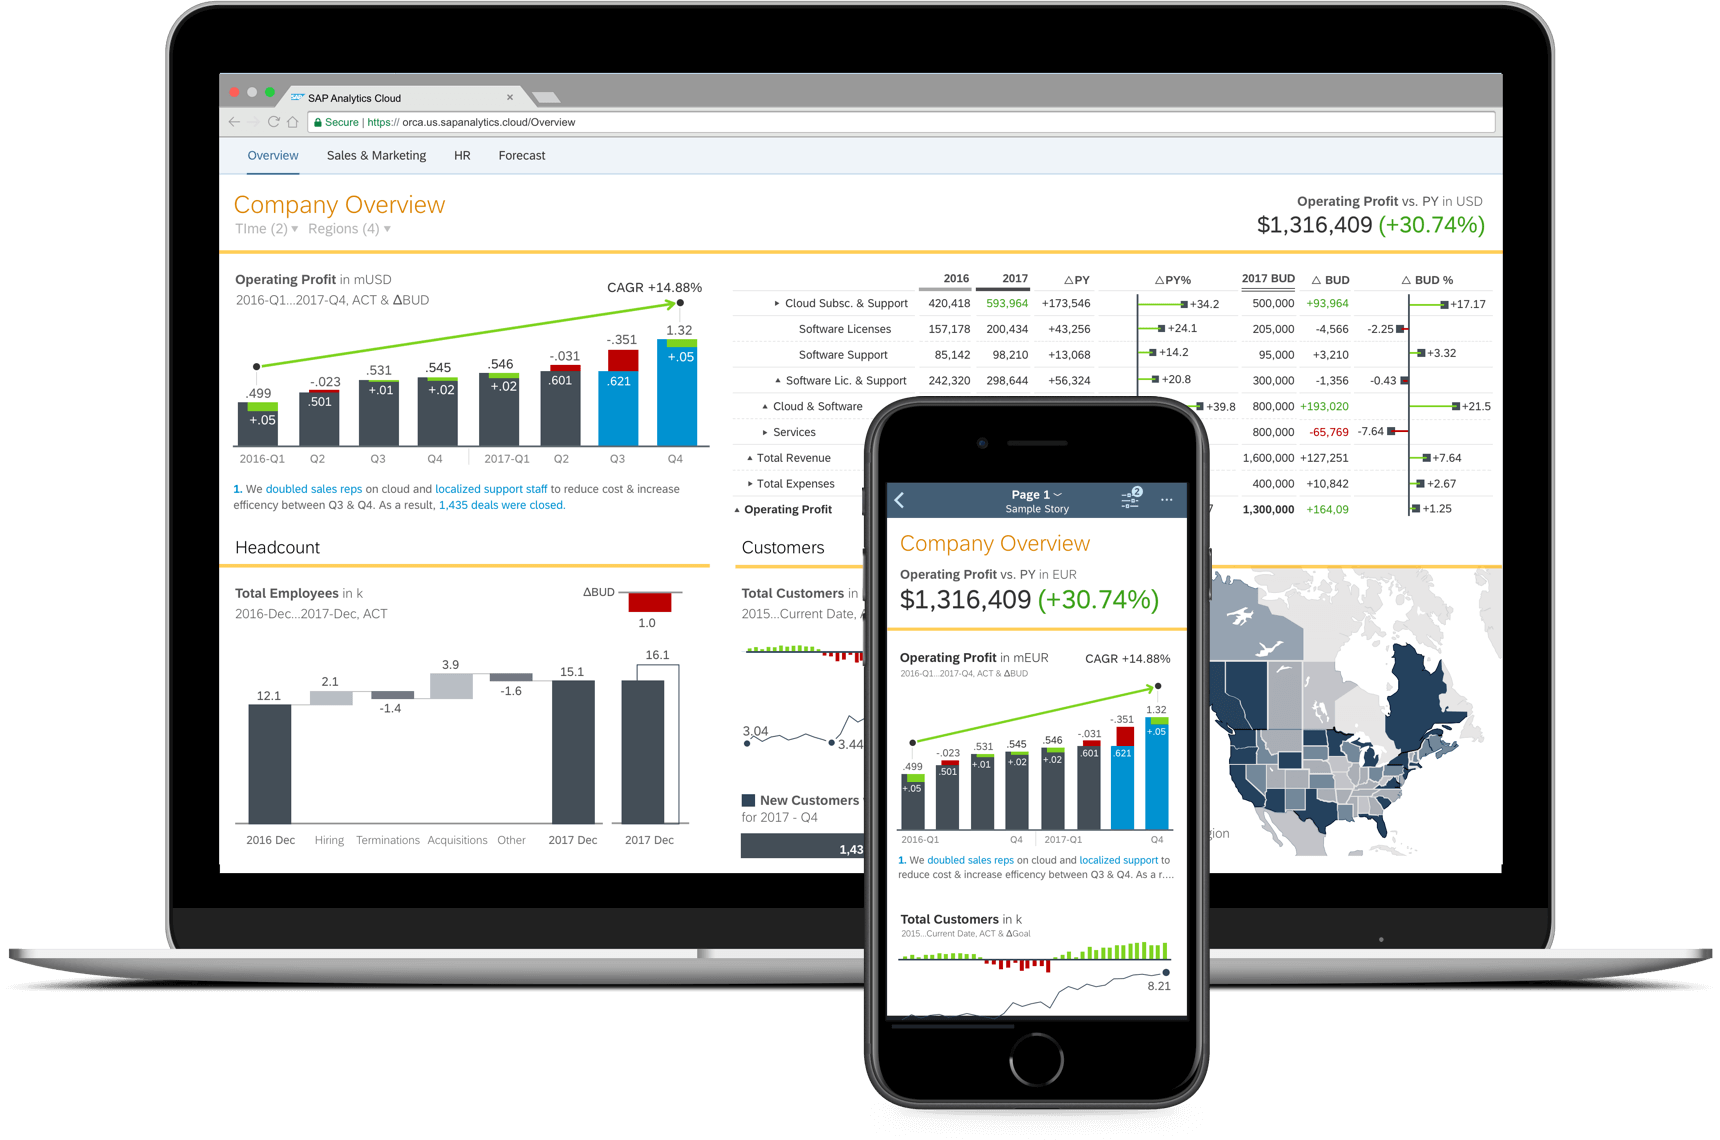 SAP SAP Analytics Cloud ×
Secure | https:// orca.us.sapanalytics.cloud/Overview
Overview Sales & Marketing HR Forecast
Company Overview
TIme (2) ▾ Regions (4) ▾
Operating Profit vs. PY in USD
$1,316,409 (+30.74%)
Operating Profit in mUSD
2016-Q1...2017-Q4, ACT & ΔBUD
CAGR +14.88%
.499 -.023 .531 .545 .546 -.031 -.351 1.32
+.05 .501 +.01 +.02 +.02 .601 .621 +.05
2016-Q1 Q2 Q3 Q4 2017-Q1 Q2 Q3 Q4
1. We doubled sales reps on cloud and localized support staff to reduce cost & increase
efficency between Q3 & Q4. As a result, 1,435 deals were closed.
2016 2017 △PY △PY% 2017 BUD △ BUD △ BUD %
Cloud Subsc. & Support 420,418 593,964 +173,546 +34.2 500,000 +93,964 +17.17
Software Licenses 157,178 200,434 +43,256 +24.1 205,000 -4,566 -2.25
Software Support 85,142 98,210 +13,068 +14.2 95,000 +3,210 +3.32
Software Lic. & Support 242,320 298,644 +56,324 +20.8 300,000 -1,356 -0.43
Cloud & Software +39.8 800,000 +193,020 +21.5
Services 800,000 -65,769 -7.64
Total Revenue 1,600,000 +127,251 +7.64
Total Expenses 400,000 +10,842 +2.67
Operating Profit 7 1,300,000 +164,09 +1.25
Headcount
Total Employees in k
2016-Dec...2017-Dec, ACT
ΔBUD
1.0
12.1 2.1 -1.4 3.9 -1.6 15.1 16.1
2016 Dec Hiring Terminations Acquisitions Other 2017 Dec 2017 Dec
Customers
Total Customers in
2015...Current Date,
3.04
3.44
New Customers
for 2017 - Q4
1,43
gion
Page 1
Sample Story
2
Company Overview
Operating Profit vs. PY in EUR
$1,316,409 (+30.74%)
Operating Profit in mEUR
CAGR +14.88%
2016-Q1...2017-Q4, ACT & ΔBUD
.499 -.023 .531 .545 .546 -.031 -.351 1.32
+.05 .501 +.01 +.02 +.02 .601 .621 +.05
2016-Q1 Q4 2017-Q1 Q4
1. We doubled sales reps on cloud and localized support to
reduce cost & increase efficency between Q3 & Q4. As a r....
Total Customers in k
2015...Current Date, ACT & ΔGoal
8.21